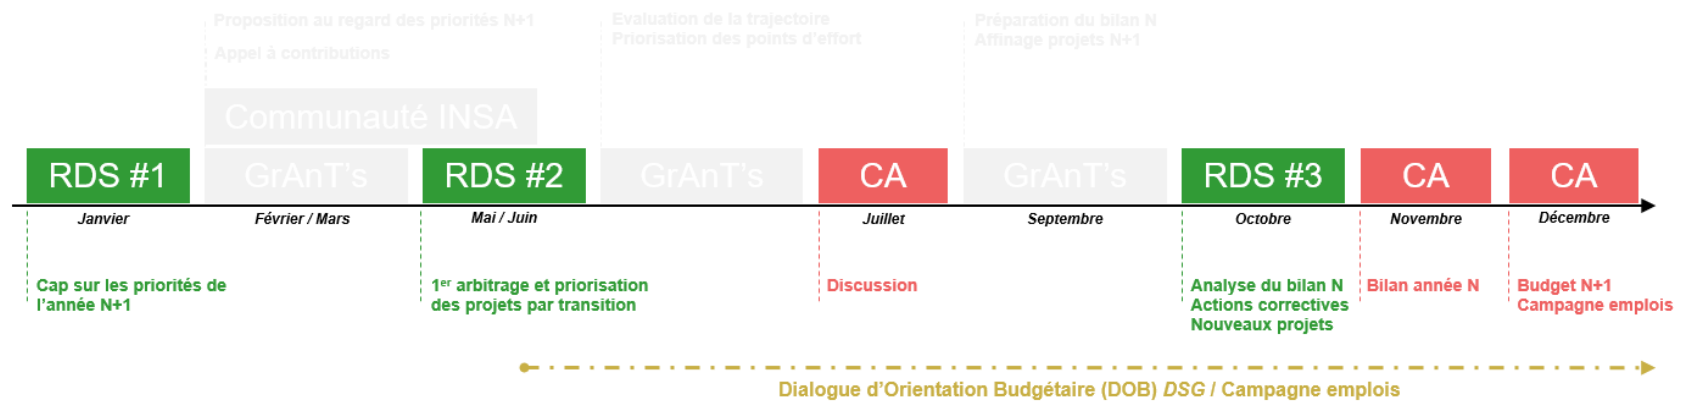 Proposition au regard des priorités N+1
Appel à contributions
Evaluation de la trajectoire
Priorisation des points d'effort
Préparation du bilan N
Affinage projets N+1
Communauté INSA
RDS #1
GrAnT's
RDS #2
GrAnT's
CA
GrAnT's
RDS #3
CA
CA
Janvier
Février / Mars
Mai / Juin
Juillet
Septembre
Octobre
Novembre
Décembre
Cap sur les priorités de
l'année N+1
1er arbitrage et priorisation
des projets par transition
Discussion
Analyse du bilan N
Actions correctives
Nouveaux projets
Bilan année N
Budget N+1
Campagne emplois
Dialogue d'Orientation Budgétaire (DOB) DSG / Campagne emplois